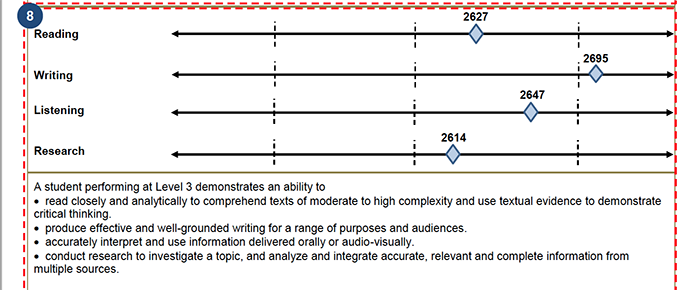 8
2627
Reading
2695
Writing
2647
Listening
2614
Research
A student performing at Level 3 demonstrates an ability to
• read closely and analytically to comprehend texts of moderate to high complexity and use textual evidence to demonstrate
critical thinking.
• produce effective and well-grounded writing for a range of purposes and audiences.
• accurately interpret and use information delivered orally or audio-visually.
• conduct research to investigate a topic, and analyze and integrate accurate, relevant and complete information from
multiple sources.